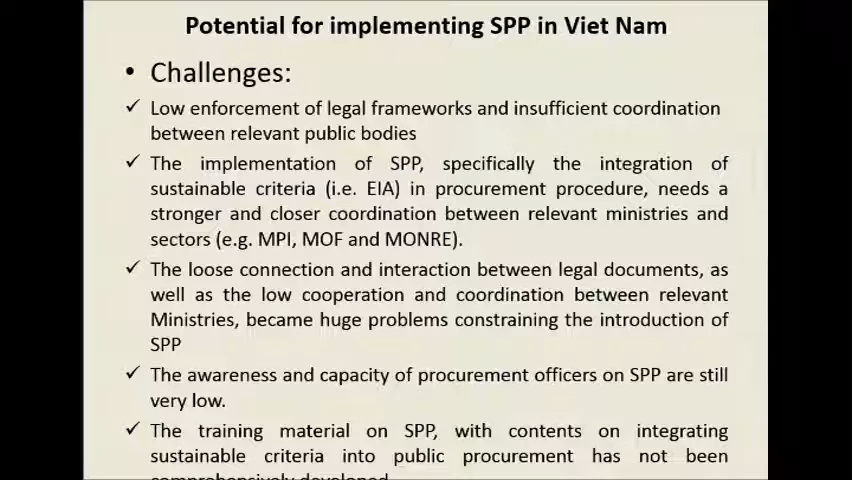 Potential for implementing SPP in Viet Nam
• Challenges:
✓ Low enforcement of legal frameworks and insufficient coordination
between relevant public bodies
✓ The implementation of SPP, specifically the integration of
sustainable criteria (i.e. EIA) in procurement procedure, needs a
stronger and closer coordination between relevant ministries and
sectors (e.g. MPI, MOF and MONRE).
✓ The loose connection and interaction between legal documents, as
well as the low cooperation and coordination between relevant
Ministries, became huge problems constraining the introduction of
SPP
✓ The awareness and capacity of procurement officers on SPP are still
very low.
✓ The training material on SPP, with contents on integrating
sustainable criteria into public procurement has not been
comprehensively developed